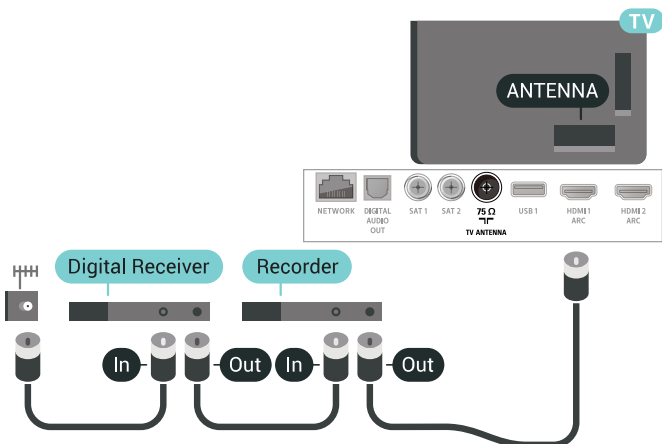 TV
ANTENNA
NETWORK
DIGITAL
AUDIO
OUT
SAT 1
SAT 2
75 Ω
TV ANTENNA
USB 1
HDMI 1
ARC
HDMI 2
ARC
Digital Receiver
Recorder
In
Out
In
Out